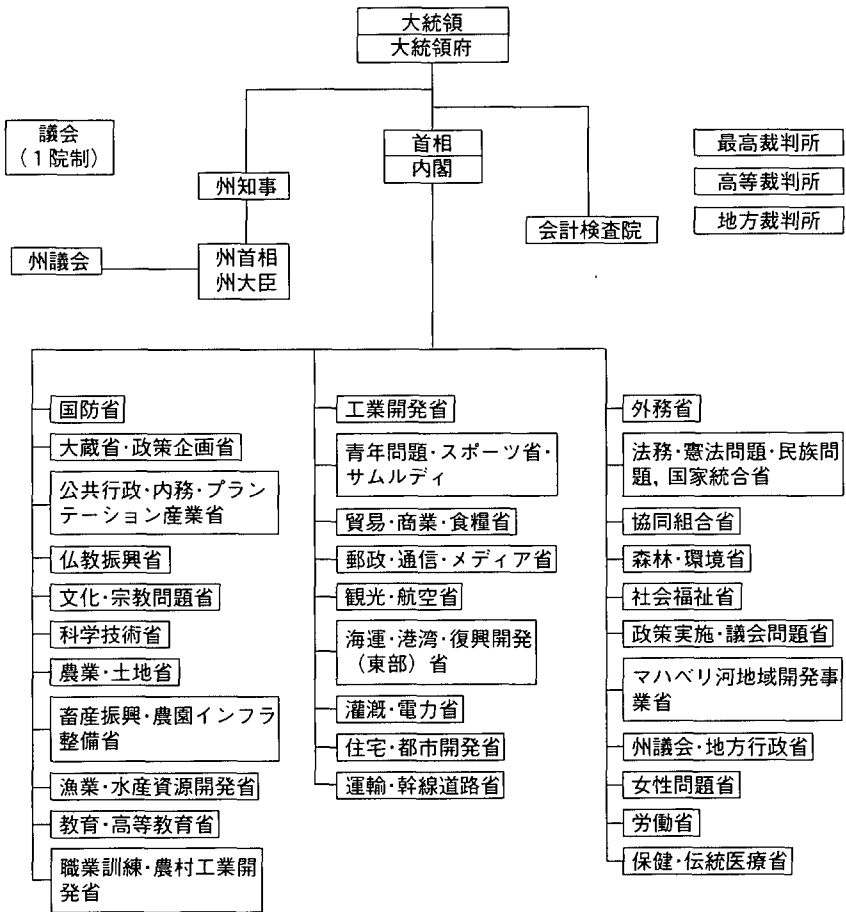 大統領
大統領府
議会
(1院制)
首相
内閣
最高裁判所
高等裁判所
地方裁判所
州知事
会計検査院
州議会
州首相
州大臣
国防省
大蔵省・政策企画省
公共行政・内務・プラン
テーション産業省
仏教振興省
文化・宗教問題省
科学技術省
農業・土地省
畜産振興・農園インフラ
整備省
漁業・水産資源開発省
教育・高等教育省
職業訓練・農村工業開
発省
工業開発省
青年問題・スポーツ省・
サムルディ
貿易・商業・食糧省
郵政・通信・メディア省
観光・航空省
海運・港湾・復興開発
(東部)省
灌漑・電力省
住宅・都市開発省
運輸・幹線道路省
外務省
法務・憲法問題・民族問
題,国家統合省
協同組合省
森林・環境省
社会福祉省
政策実施・議会問題省
マハベリ河地域開発事
業省
州議会・地方行政省
女性問題省
労働省
保健・伝統医療省